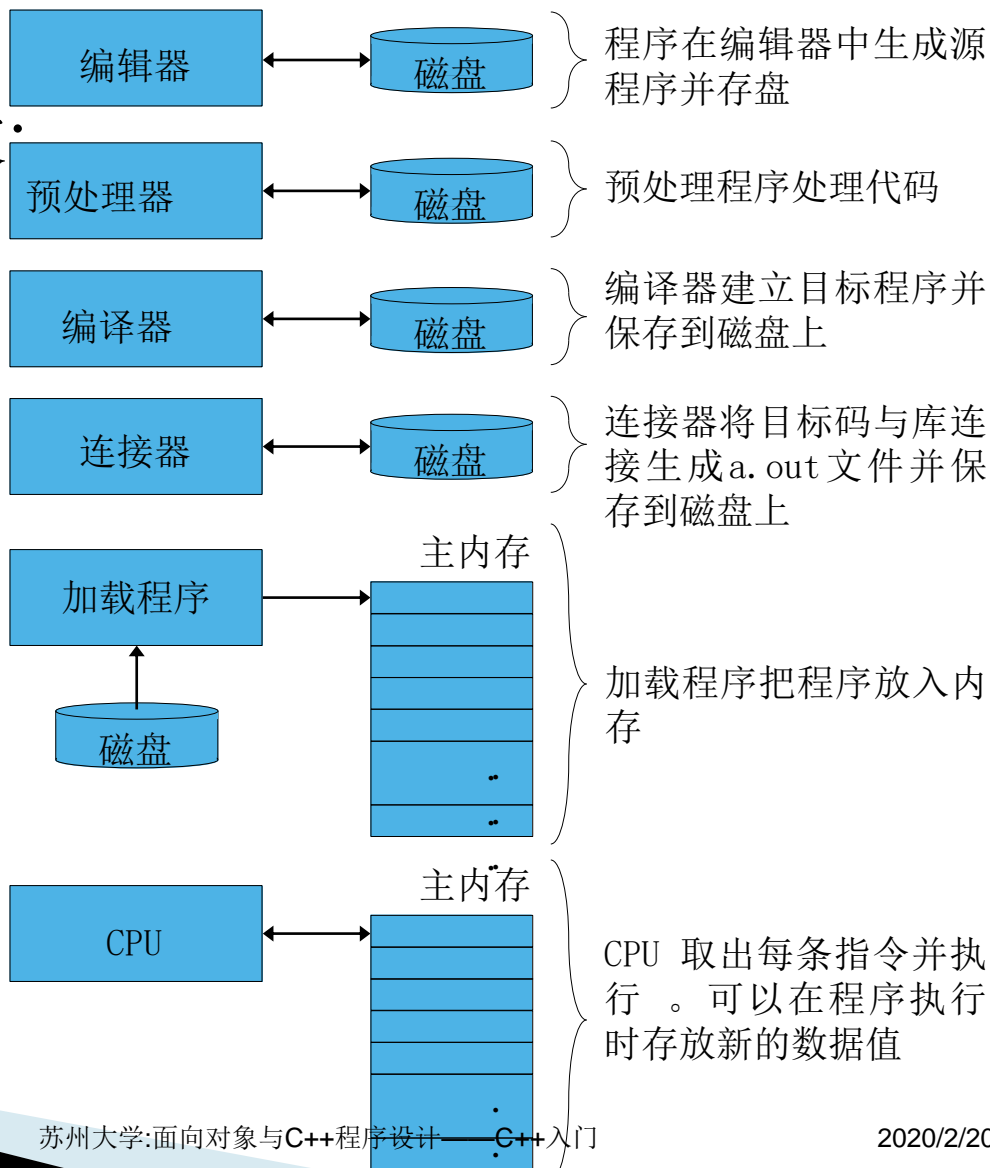 编辑器
磁盘
程序在编辑器中生成源
程序并存盘
预处理器
磁盘
预处理程序处理代码
编译器
磁盘
编译器建立目标程序并
保存到磁盘上
连接器
磁盘
连接器将目标码与库连
接生成a.out文件并保
存到磁盘上
主内存
加载程序
磁盘
加载程序把程序放入内
存
主内存
CPU
CPU 取出每条指令并执
行 。可以在程序执行
时存放新的数据值
苏州大学:面向对象与C++程序设计——C++入门
2020/2/20